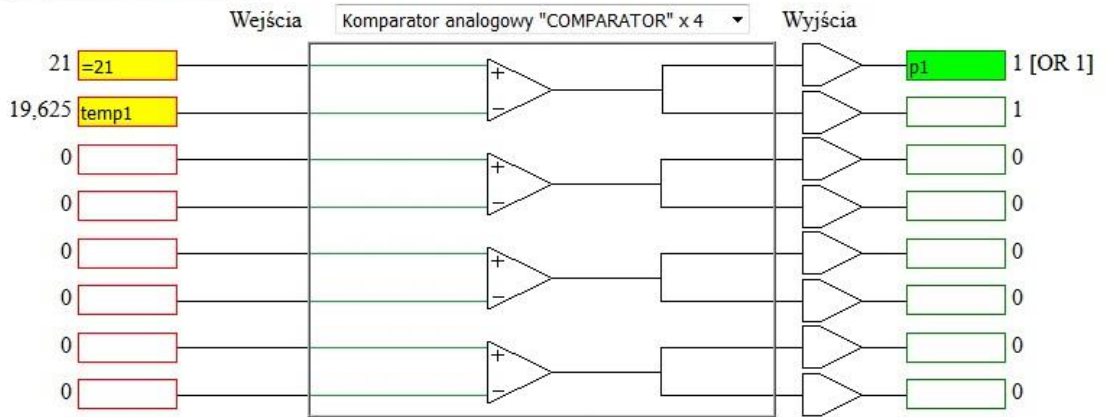 Wejścia Komparator analogowy "COMPARATOR" x 4 Wyjścia
21 =21 + p1 1 [OR 1]
19,625 temp1 − 1
0 + 0
0 − 0
0 + 0
0 − 0
0 + 0
0 − 0